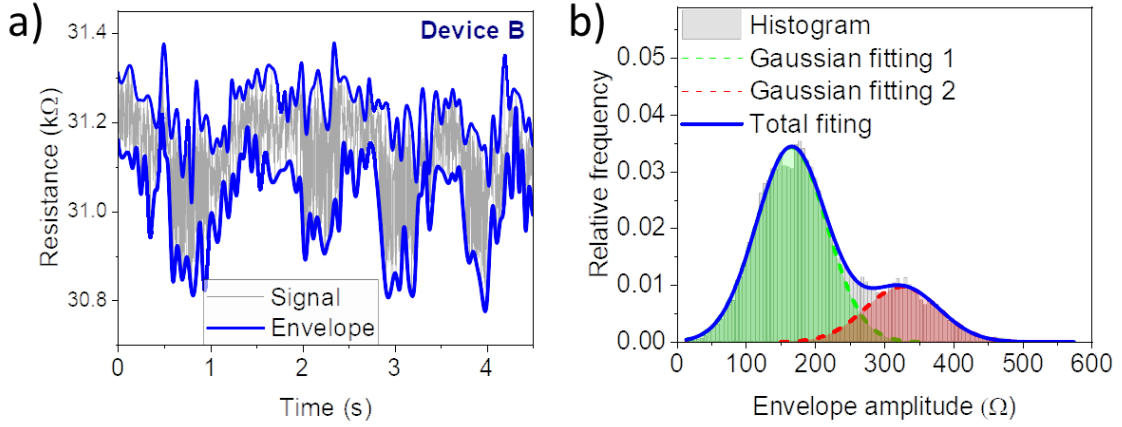 a)
Device B
31.4
31.2
31.0
30.8
Resistance (kΩ)
Signal
Envelope
0
1
2
3
4
Time (s)
b)
Histogram
Gaussian fitting 1
Gaussian fitting 2
Total fiting
0.05
0.04
0.03
0.02
0.01
0.00
Relative frequency
0
100
200
300
400
500
600
Envelope amplitude (Ω)